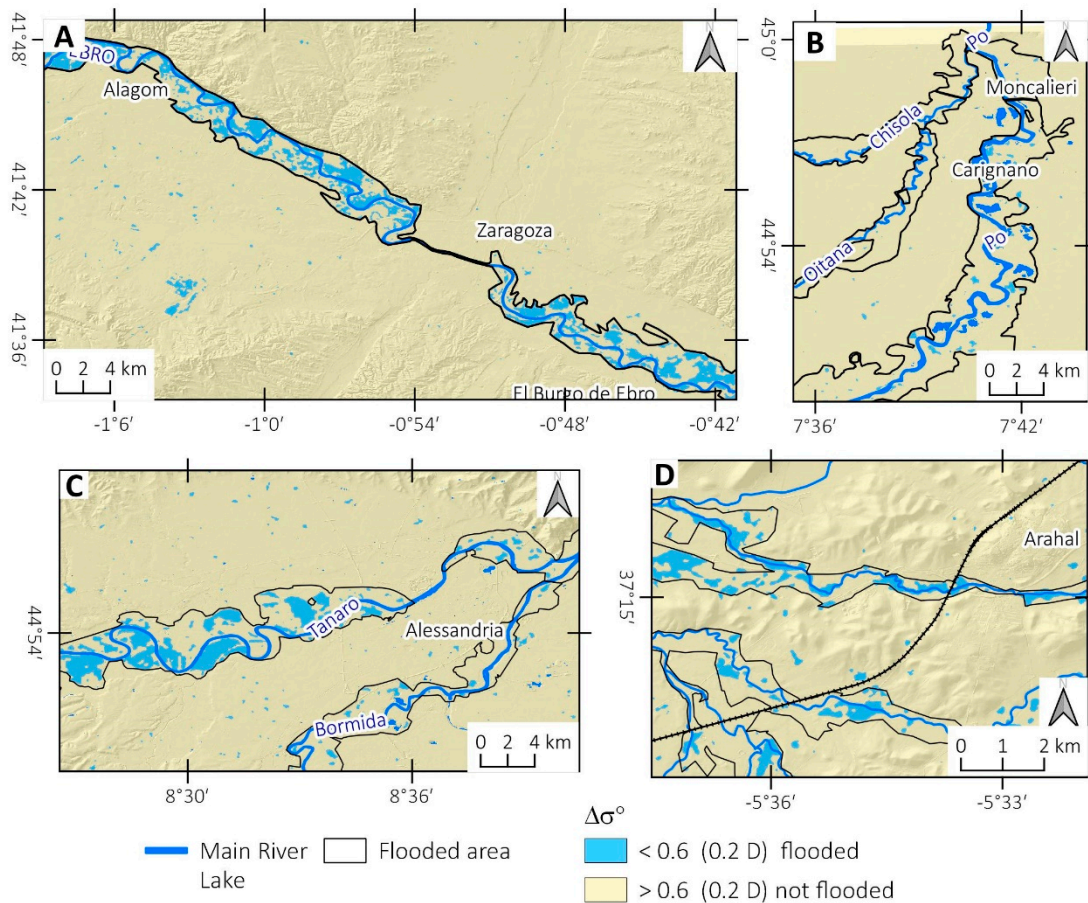 A
N
41°48'
41°42'
41°36'
EBRO
Alagom
Zaragoza
El Burgo de Ebro
0 2 4 km
-1°6'
-1°0'
-0°54'
-0°48'
-0°42'
B
N
45°0'
44°54'
Po
Moncalieri
Chisola
Carignano
Po
Oitana
0 2 4 km
7°36'
7°42'
C
N
44°54'
Tanaro
Alessandria
Bormida
0 2 4 km
8°30'
8°36'
D
N
Arahal
37°15'
0 1 2 km
-5°36'
-5°33'
Δσ°
Main River
Lake
Flooded area
< 0.6 (0.2 D) flooded
> 0.6 (0.2 D) not flooded